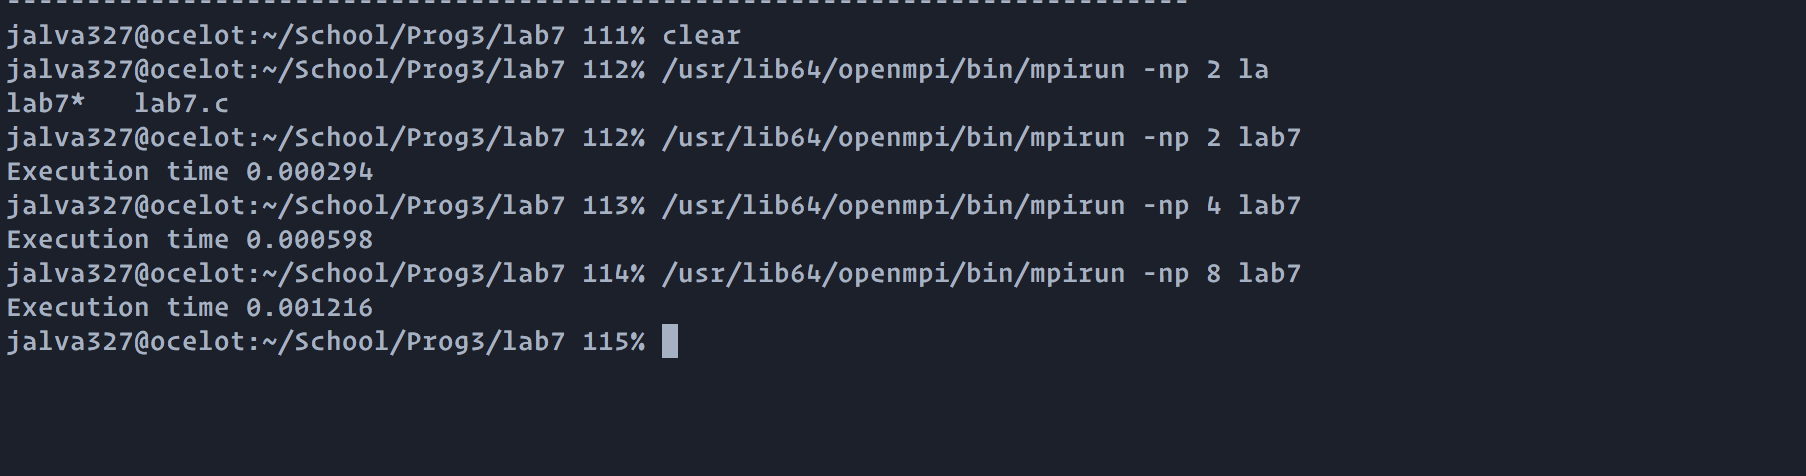 --------------------------------------------------------------------------
jalva327@ocelot:~/School/Prog3/lab7 111% clear
jalva327@ocelot:~/School/Prog3/lab7 112% /usr/lib64/openmpi/bin/mpirun -np 2 la
lab7*   lab7.c
jalva327@ocelot:~/School/Prog3/lab7 112% /usr/lib64/openmpi/bin/mpirun -np 2 lab7
Execution time 0.000294
jalva327@ocelot:~/School/Prog3/lab7 113% /usr/lib64/openmpi/bin/mpirun -np 4 lab7
Execution time 0.000598
jalva327@ocelot:~/School/Prog3/lab7 114% /usr/lib64/openmpi/bin/mpirun -np 8 lab7
Execution time 0.001216
jalva327@ocelot:~/School/Prog3/lab7 115%